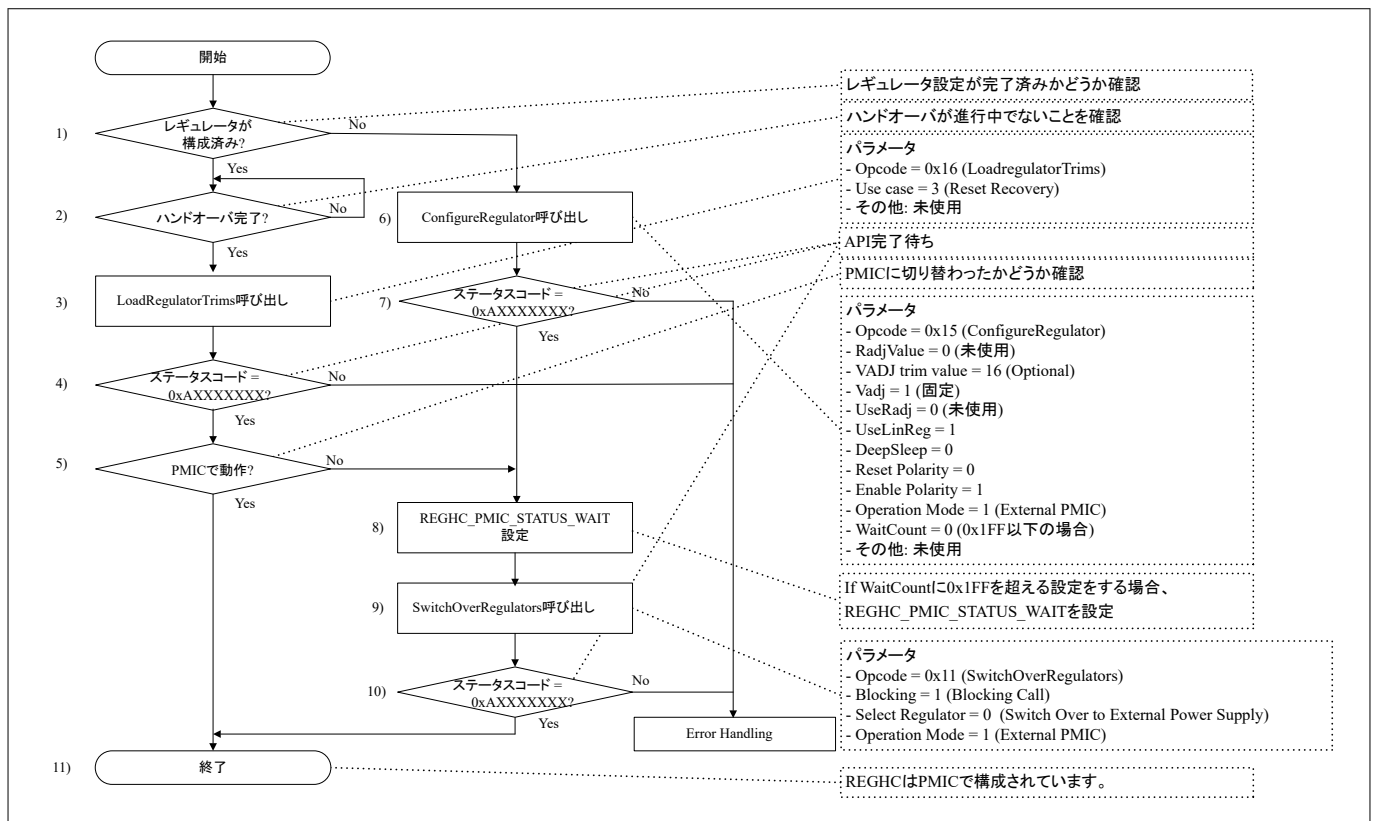 開始
1)
レギュレータが
構成済み?
No
Yes
2)
ハンドオーバ完了?
No
Yes
3)
LoadRegulatorTrims呼び出し
4)
ステータスコード =
0xAXXXXXXX?
No
Yes
5)
PMICで動作?
No
Yes
6)
ConfigureRegulator呼び出し
7)
ステータスコード =
0xAXXXXXXX?
No
Yes
8)
REGHC_PMIC_STATUS_WAIT
設定
9)
SwitchOverRegulators呼び出し
10)
ステータスコード =
0xAXXXXXXX?
No
Yes
Error Handling
11)
終了
レギュレータ設定が完了済みかどうか確認
ハンドオーバが進行中でないことを確認
パラメータ
- Opcode = 0x16 (LoadregulatorTrims)
- Use case = 3 (Reset Recovery)
- その他: 未使用
API完了待ち
PMICに切り替わったかどうか確認
パラメータ
- Opcode = 0x15 (ConfigureRegulator)
- RadjValue = 0 (未使用)
- VADJ trim value = 16 (Optional)
- Vadj = 1 (固定)
- UseRadj = 0 (未使用)
- UseLinReg = 1
- DeepSleep = 0
- Reset Polarity = 0
- Enable Polarity = 1
- Operation Mode = 1 (External PMIC)
- WaitCount = 0 (0x1FF以下の場合)
- その他: 未使用
If WaitCountに0x1FFを超える設定をする場合、
REGHC_PMIC_STATUS_WAITを設定
パラメータ
- Opcode = 0x11 (SwitchOverRegulators)
- Blocking = 1 (Blocking Call)
- Select Regulator = 0 (Switch Over to External Power Supply)
- Operation Mode = 1 (External PMIC)
REGHCはPMICで構成されています。